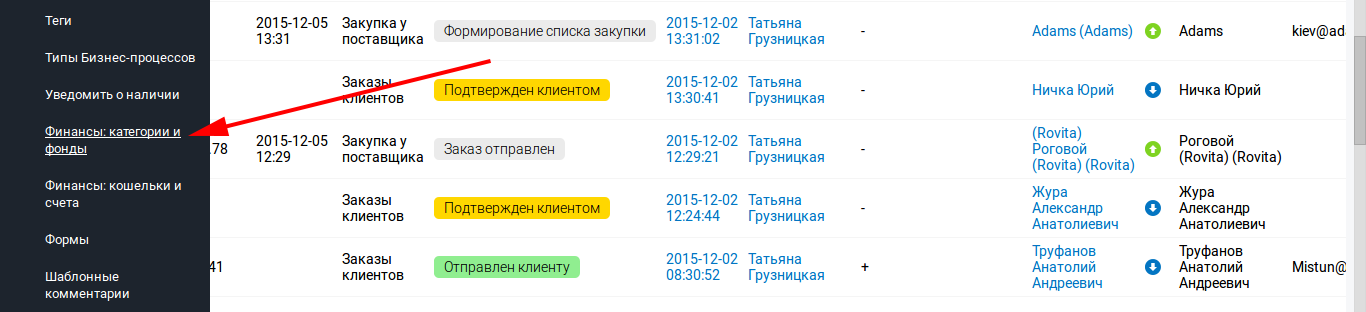 Теги
Типы Бизнес-процессов
Уведомить о наличии
Финансы: категории и
фонды
Финансы: кошельки и
счета
Формы
Шаблонные
комментарии
2015-12-05
13:31
Закупка у
поставщика
Формирование списка закупки
2015-12-02
13:31:02
Татьяна
Грузницкая
-
Adams (Adams)
Adams
kiev@ad
Заказы
клиентов
Подтвержден клиентом
2015-12-02
13:30:41
Татьяна
Грузницкая
-
Ничка Юрий
Ничка Юрий
.78
2015-12-05
12:29
Закупка у
поставщика
Заказ отправлен
2015-12-02
12:29:21
Татьяна
Грузницкая
-
(Rovita)
Роговой
(Rovita) (Rovita)
Роговой
(Rovita) (Rovita)
Заказы
клиентов
Подтвержден клиентом
2015-12-02
12:24:44
Татьяна
Грузницкая
-
Жура
Александр
Анатолиевич
Жура
Александр
Анатолиевич
41
Заказы
клиентов
Отправлен клиенту
2015-12-02
08:30:52
Татьяна
Грузницкая
+
Труфанов
Анатолий
Андреевич
Труфанов
Анатолий
Андреевич
Mistun@